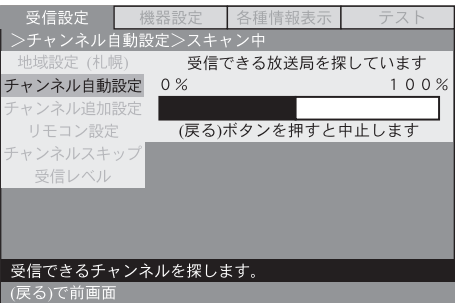 受信設定 機器設定 各種情報表示 テスト
＞チャンネル自動設定＞スキャン中
地域設定 (札幌) 受信できる放送局を探しています
チャンネル自動設定 0% 100%
チャンネル追加設定
リモコン設定 (戻る)ボタンを押すと中止します
チャンネルスキップ
受信レベル
受信できるチャンネルを探します。
(戻る)で前画面